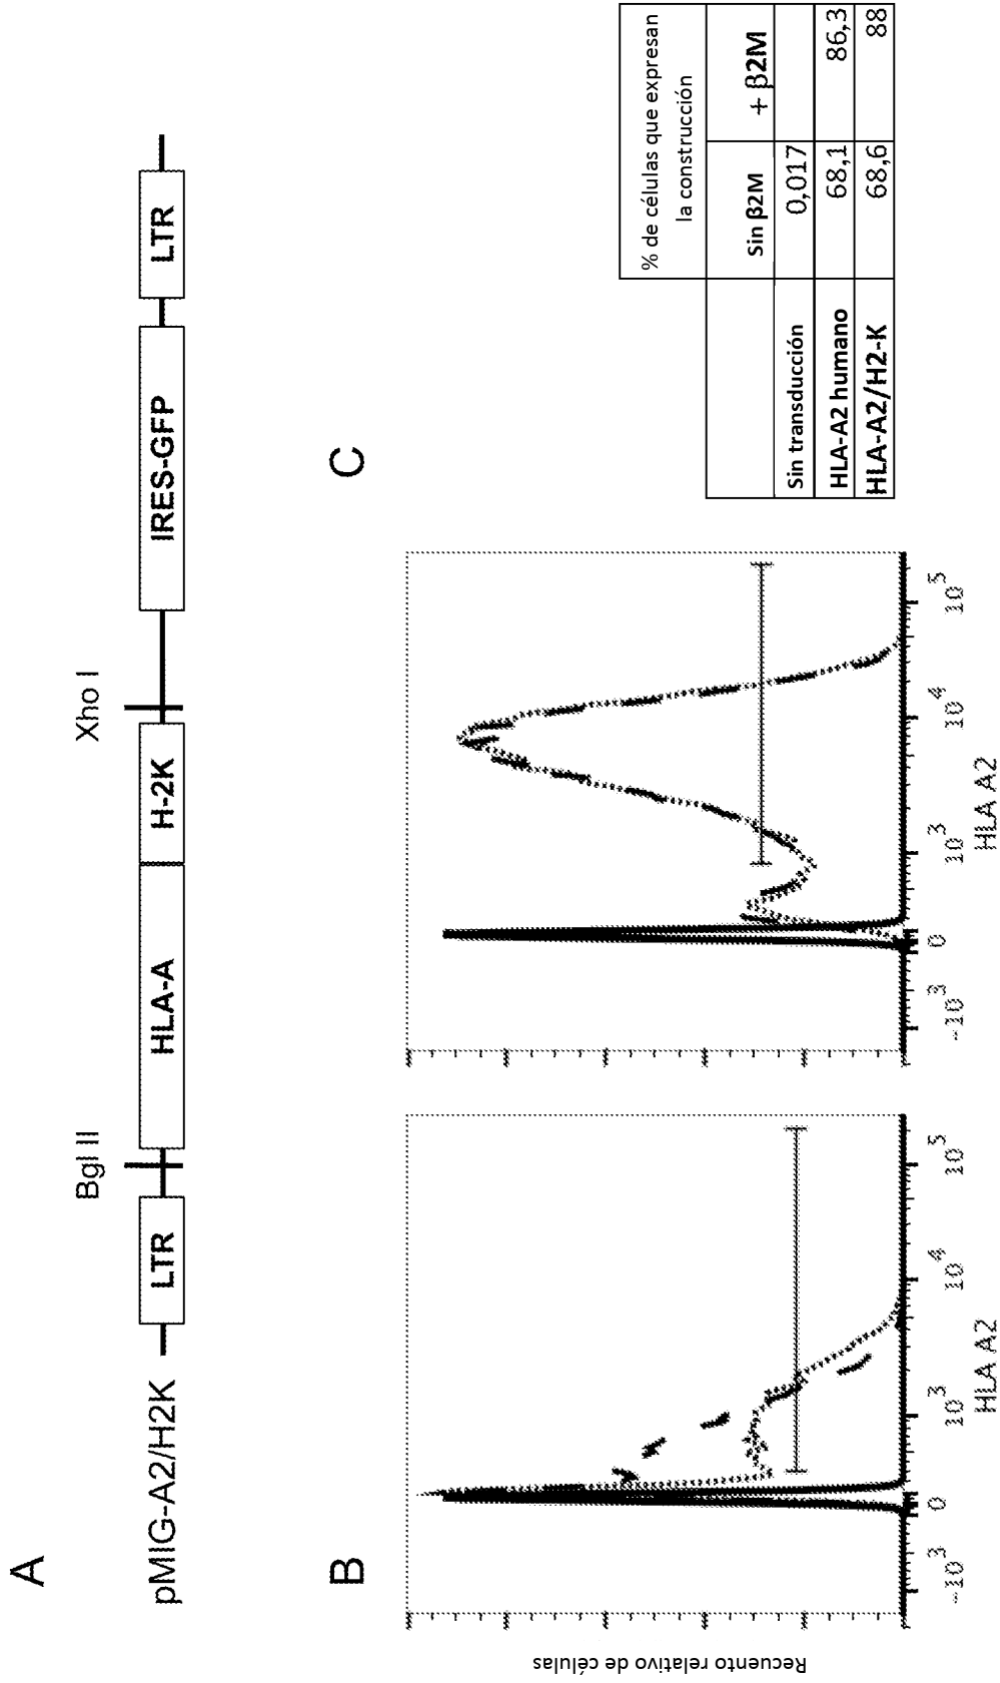 A
pMIG-A2/H2K
LTR
Bgl II
HLA-A
H-2K
Xho I
IRES-GFP
LTR
B
Recuento relativo de células
-10³ 0 10³ 10⁴ 10⁵
HLA A2
-10³ 0 10³ 10⁴ 10⁵
HLA A2
C
% de células que expresan
la construcción
Sin β2M + β2M
Sin transducción 0,017
HLA-A2 humano 68,1 86,3
HLA-A2/H2-K 68,6 88